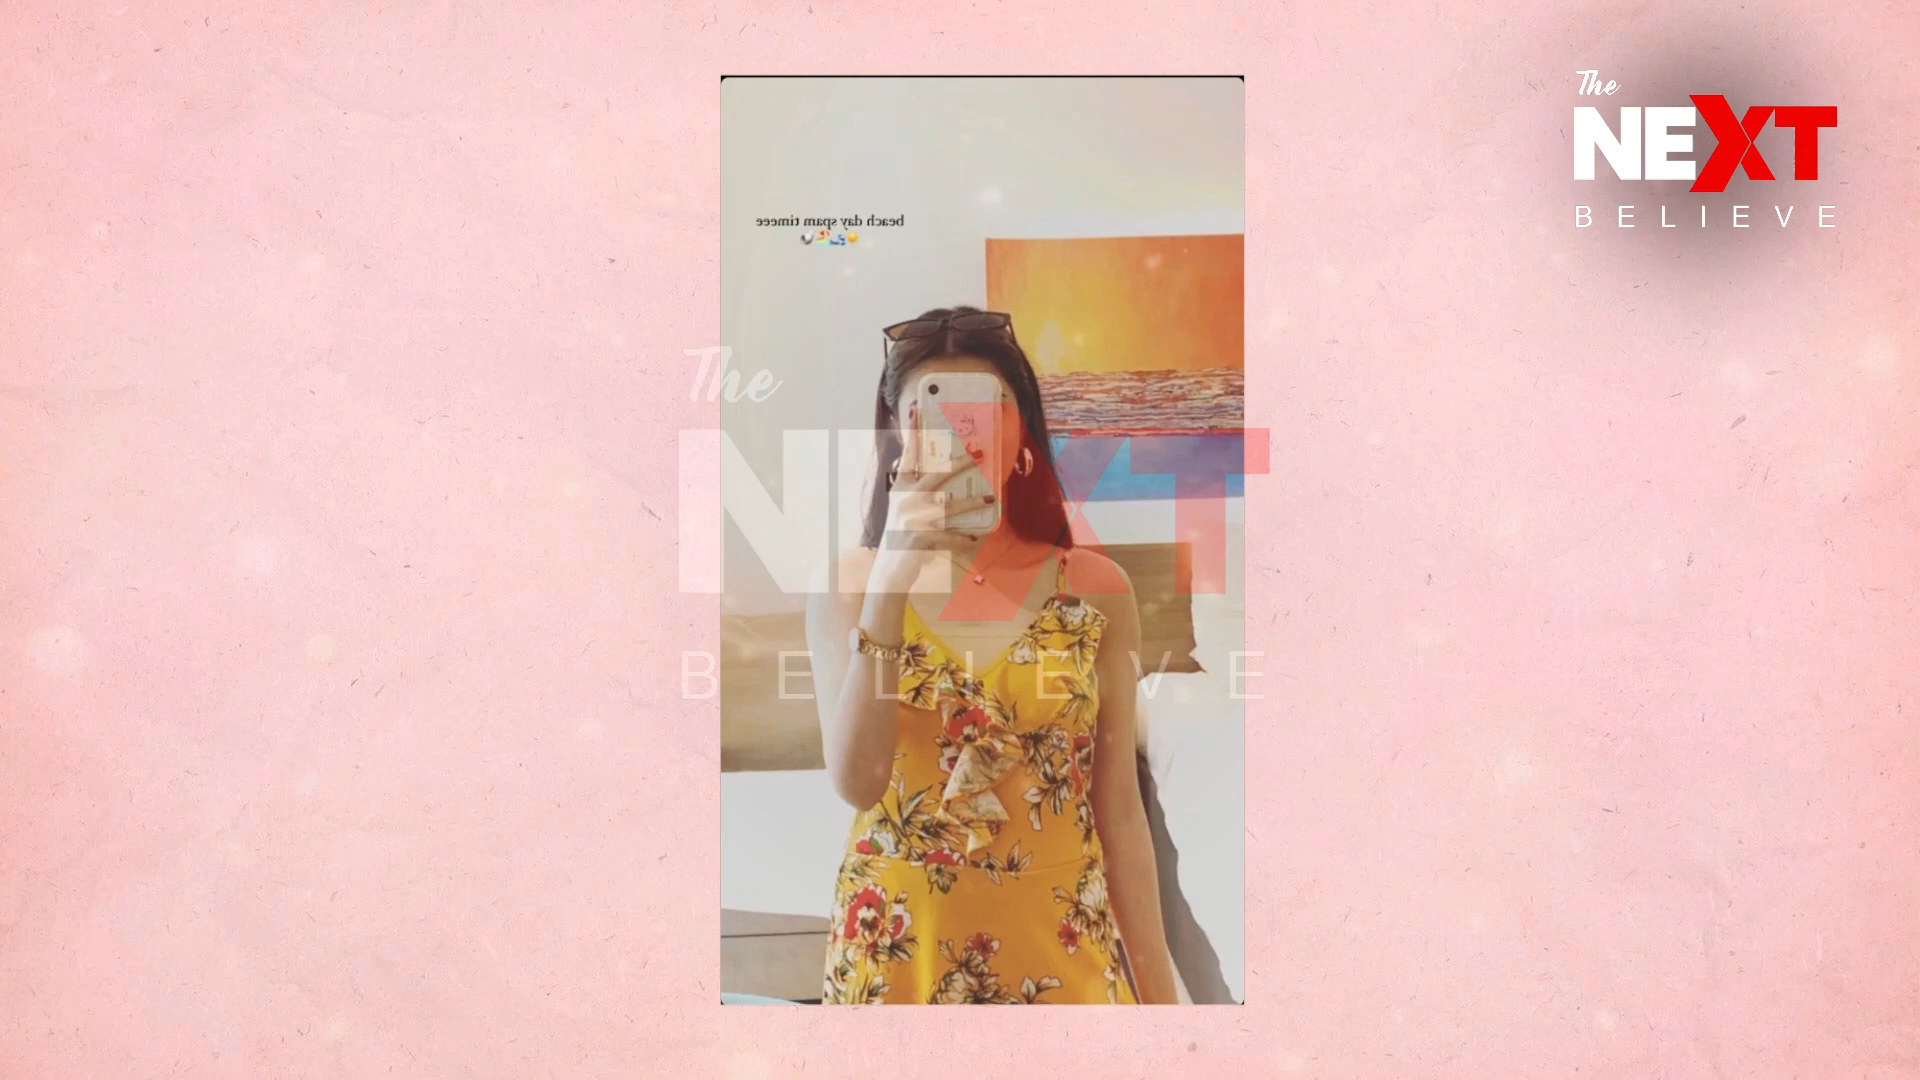 The
NEXT
BELIEVE
beach day spam timeee
The
NEXT
BELIEVE